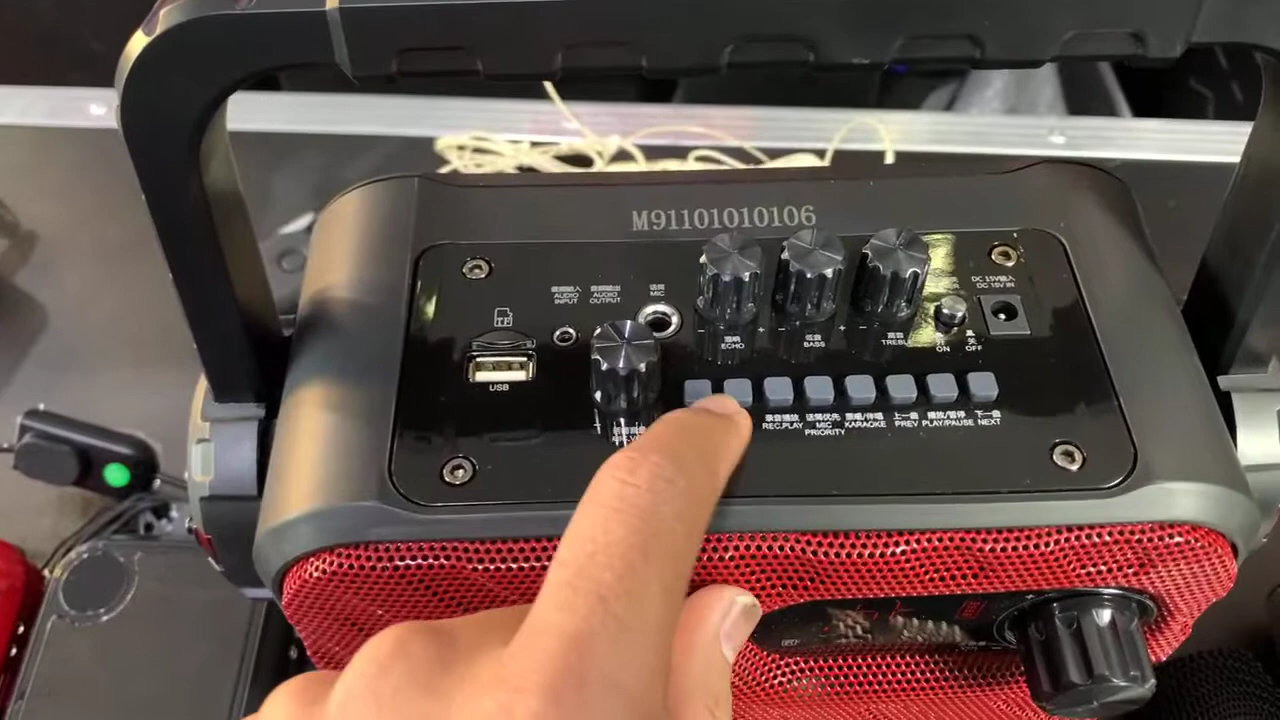 M91101010106
音频输入 音频输出 话筒
AUDIO INPUT AUDIO OUTPUT MIC
DC 15V输入
DC 15V IN
TF
USB
- + - + -
混响 低音 高音
ECHO BASS TREBLE
开 关
ON OFF
录音播放 话筒优先 原唱/伴唱 上一曲 播放/暂停 下一曲
REC.PLAY MIC PRIORITY KARAOKE PREV PLAY/PAUSE NEXT